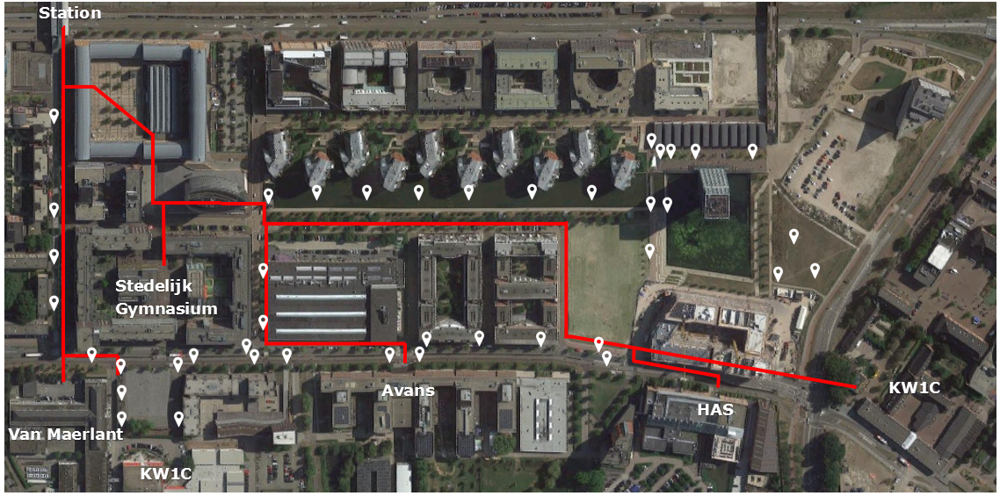 Station
Stedelijk
Gymnasium
Avans
KW1C
HAS
Van Maerlant
KW1C